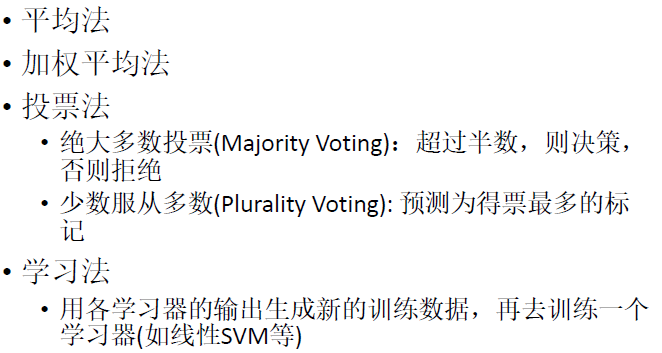 • 平均法
• 加权平均法
• 投票法
• 绝大多数投票(Majority Voting)：超过半数，则决策，
否则拒绝
• 少数服从多数(Plurality Voting): 预测为得票最多的标
记
• 学习法
• 用各学习器的输出生成新的训练数据，再去训练一个
学习器(如线性SVM等)